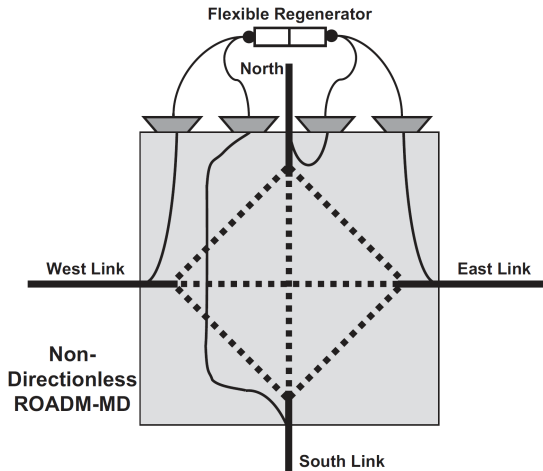 Flexible Regenerator
North
West Link
East Link
Non-
Directionless
ROADM-MD
South Link